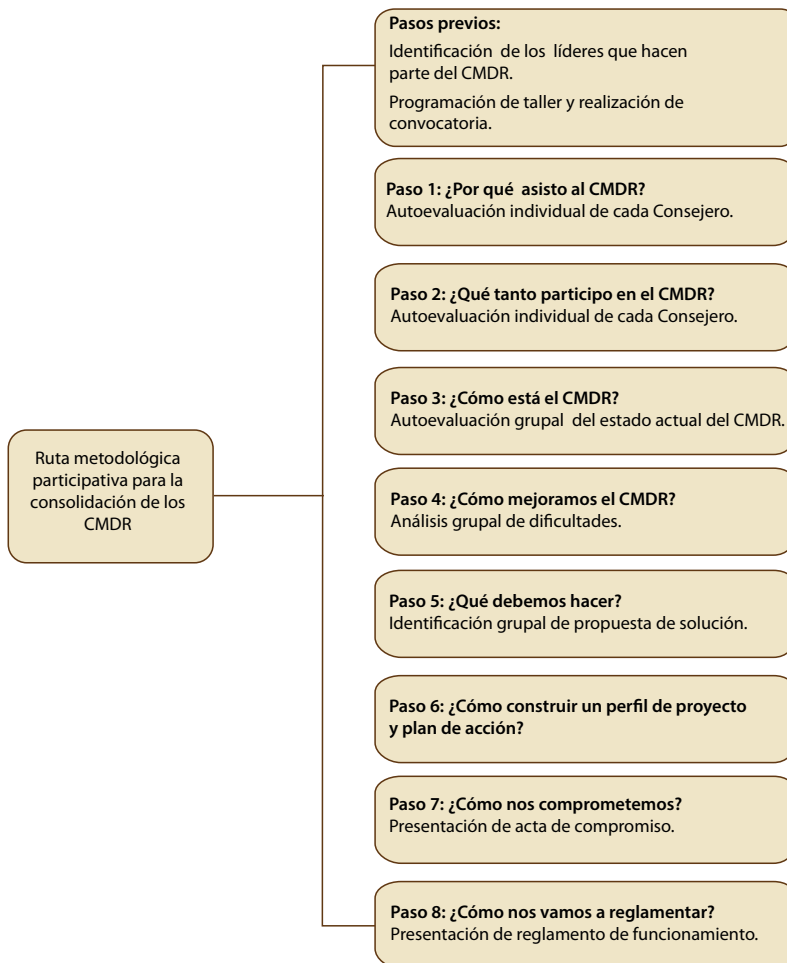 Pasos previos:
Identificación de los líderes que hacen
parte del CMDR.
Programación de taller y realización de
convocatoria.
Paso 1: ¿Por qué asisto al CMDR?
Autoevaluación individual de cada Consejero.
Paso 2: ¿Qué tanto participo en el CMDR?
Autoevaluación individual de cada Consejero.
Paso 3: ¿Cómo está el CMDR?
Autoevaluación grupal del estado actual del CMDR.
Ruta metodológica
participativa para la
consolidación de los
CMDR
Paso 4: ¿Cómo mejoramos el CMDR?
Análisis grupal de dificultades.
Paso 5: ¿Qué debemos hacer?
Identificación grupal de propuesta de solución.
Paso 6: ¿Cómo construir un perfil de proyecto
y plan de acción?
Paso 7: ¿Cómo nos comprometemos?
Presentación de acta de compromiso.
Paso 8: ¿Cómo nos vamos a reglamentar?
Presentación de reglamento de funcionamiento.